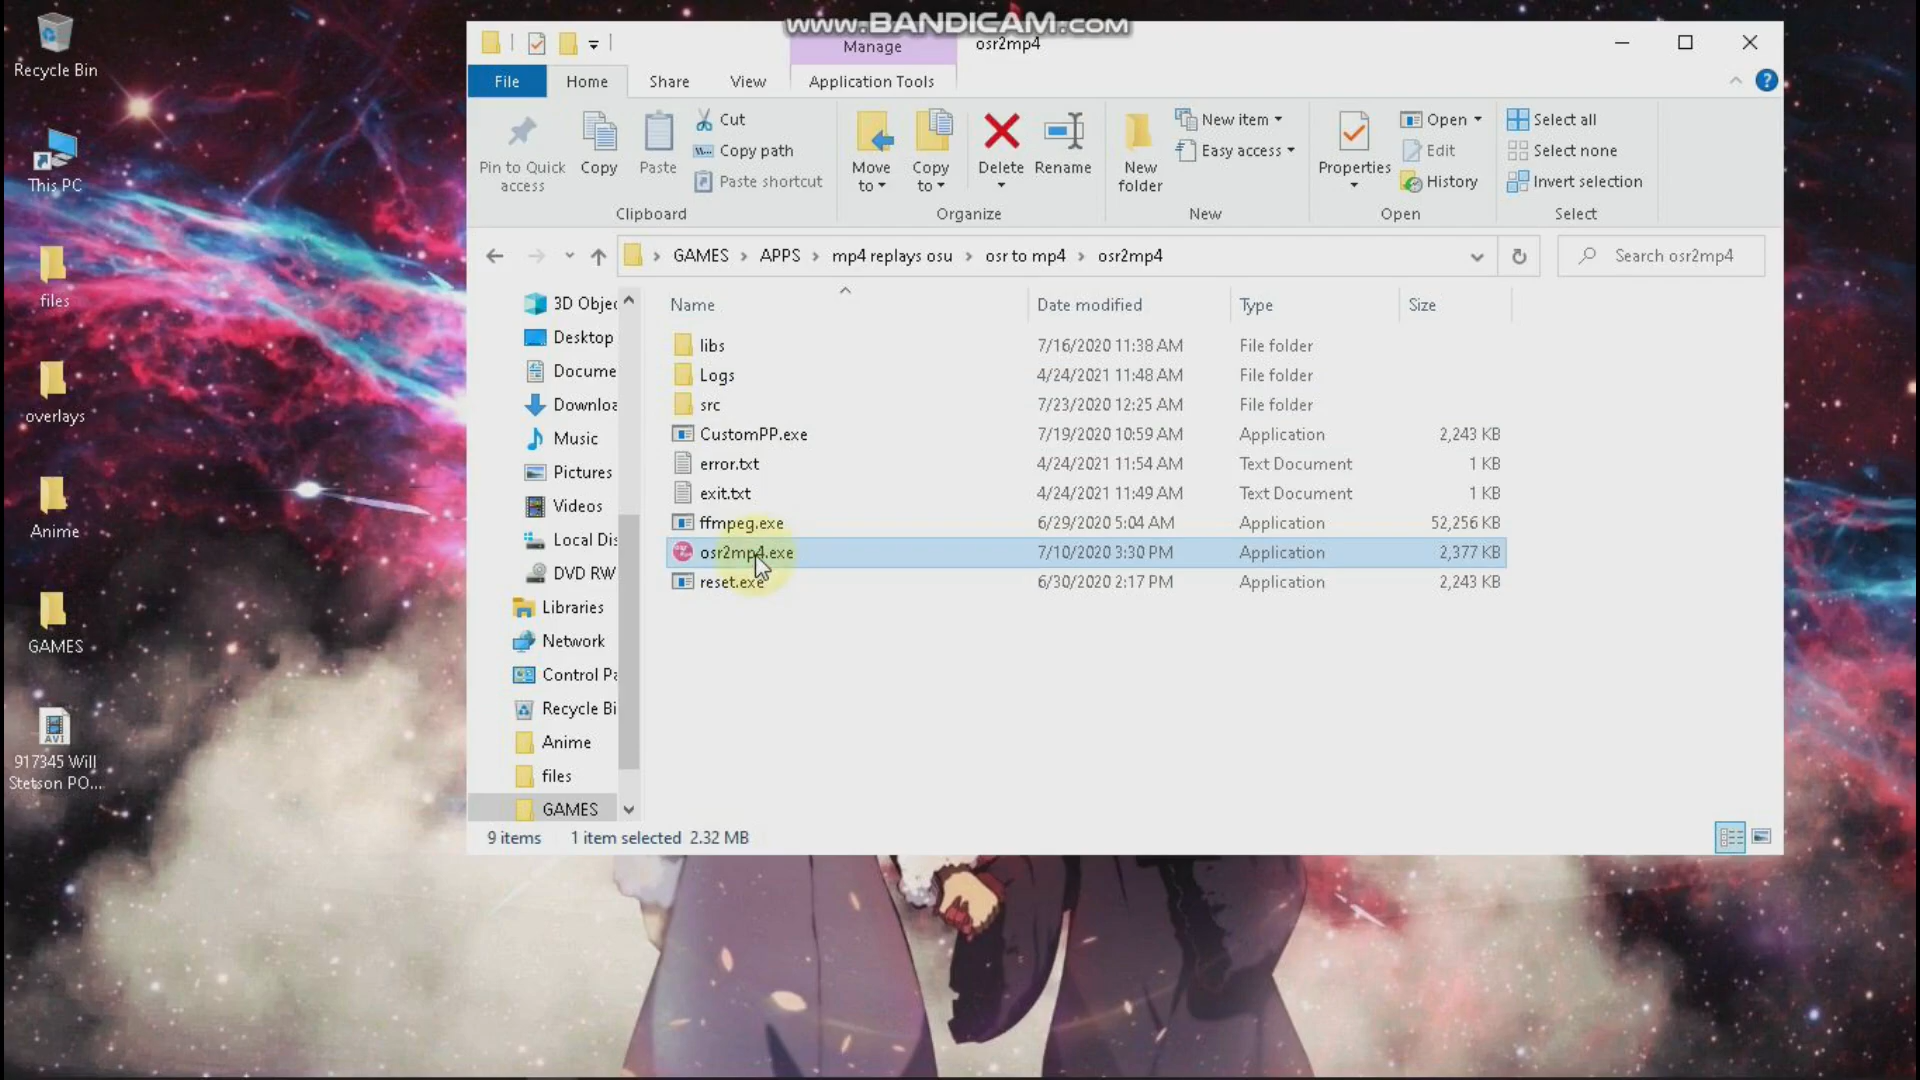 www.BANDICAM.com
Recycle Bin
This PC
files
overlays
Anime
GAMES
917345 Will
Stetson PO...
Manage
osr2mp4
File
Home
Share
View
Application Tools
Pin to Quick
access
Copy
Paste
Cut
Copy path
Paste shortcut
Clipboard
Move
to
Copy
to
Delete
Rename
Organize
New
folder
New item
Easy access
New
Properties
Open
Edit
History
Open
Select all
Select none
Invert selection
Select
GAMES > APPS > mp4 replays osu > osr to mp4 > osr2mp4
Search osr2mp4
3D Objec
Desktop
Docume
Downloa
Music
Pictures
Videos
Local Dis
DVD RW
Libraries
Network
Control Pa
Recycle Bi
Anime
files
GAMES
Name Date modified Type Size
libs 7/16/2020 11:38 AM File folder
Logs 4/24/2021 11:48 AM File folder
src 7/23/2020 12:25 AM File folder
CustomPP.exe 7/19/2020 10:59 AM Application 2,243 KB
error.txt 4/24/2021 11:54 AM Text Document 1 KB
exit.txt 4/24/2021 11:49 AM Text Document 1 KB
ffmpeg.exe 6/29/2020 5:04 AM Application 52,256 KB
osr2mp4.exe 7/10/2020 3:30 PM Application 2,377 KB
reset.exe 6/30/2020 2:17 PM Application 2,243 KB
9 items 1 item selected 2.32 MB